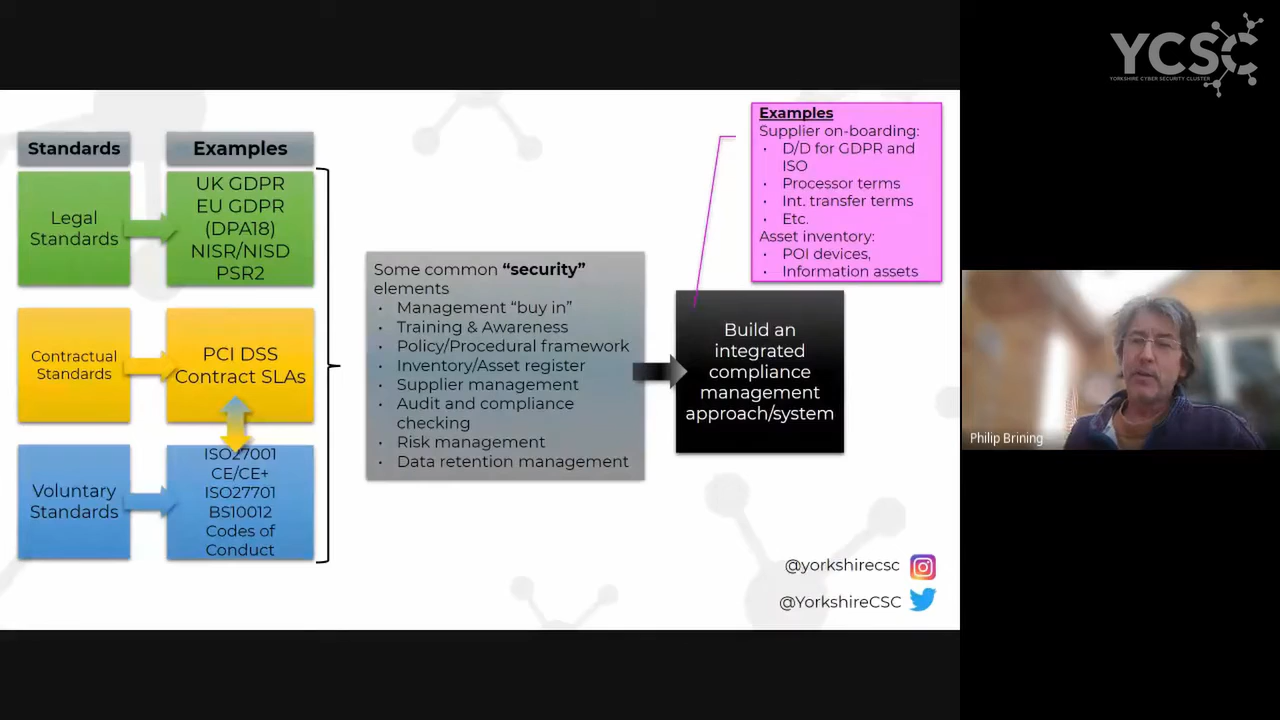 YCSC
YORKSHIRE CYBER SECURITY CLUSTER
Standards
Examples
Legal
Standards
UK GDPR
EU GDPR
(DPA18)
NISR/NISD
PSR2
Contractual
Standards
PCI DSS
Contract SLAs
Voluntary
Standards
ISO27001
CE/CE+
ISO27701
BS10012
Codes of
Conduct
Some common “security”
elements
· Management “buy in”
· Training & Awareness
· Policy/Procedural framework
· Inventory/Asset register
· Supplier management
· Audit and compliance
checking
· Risk management
· Data retention management
Build an
integrated
compliance
management
approach/system
Examples
Supplier on-boarding:
· D/D for GDPR and
ISO
· Processor terms
· Int. transfer terms
· Etc.
Asset inventory:
· POI devices,
· Information assets
@yorkshirecsc
@YorkshireCSC
Philip Brining